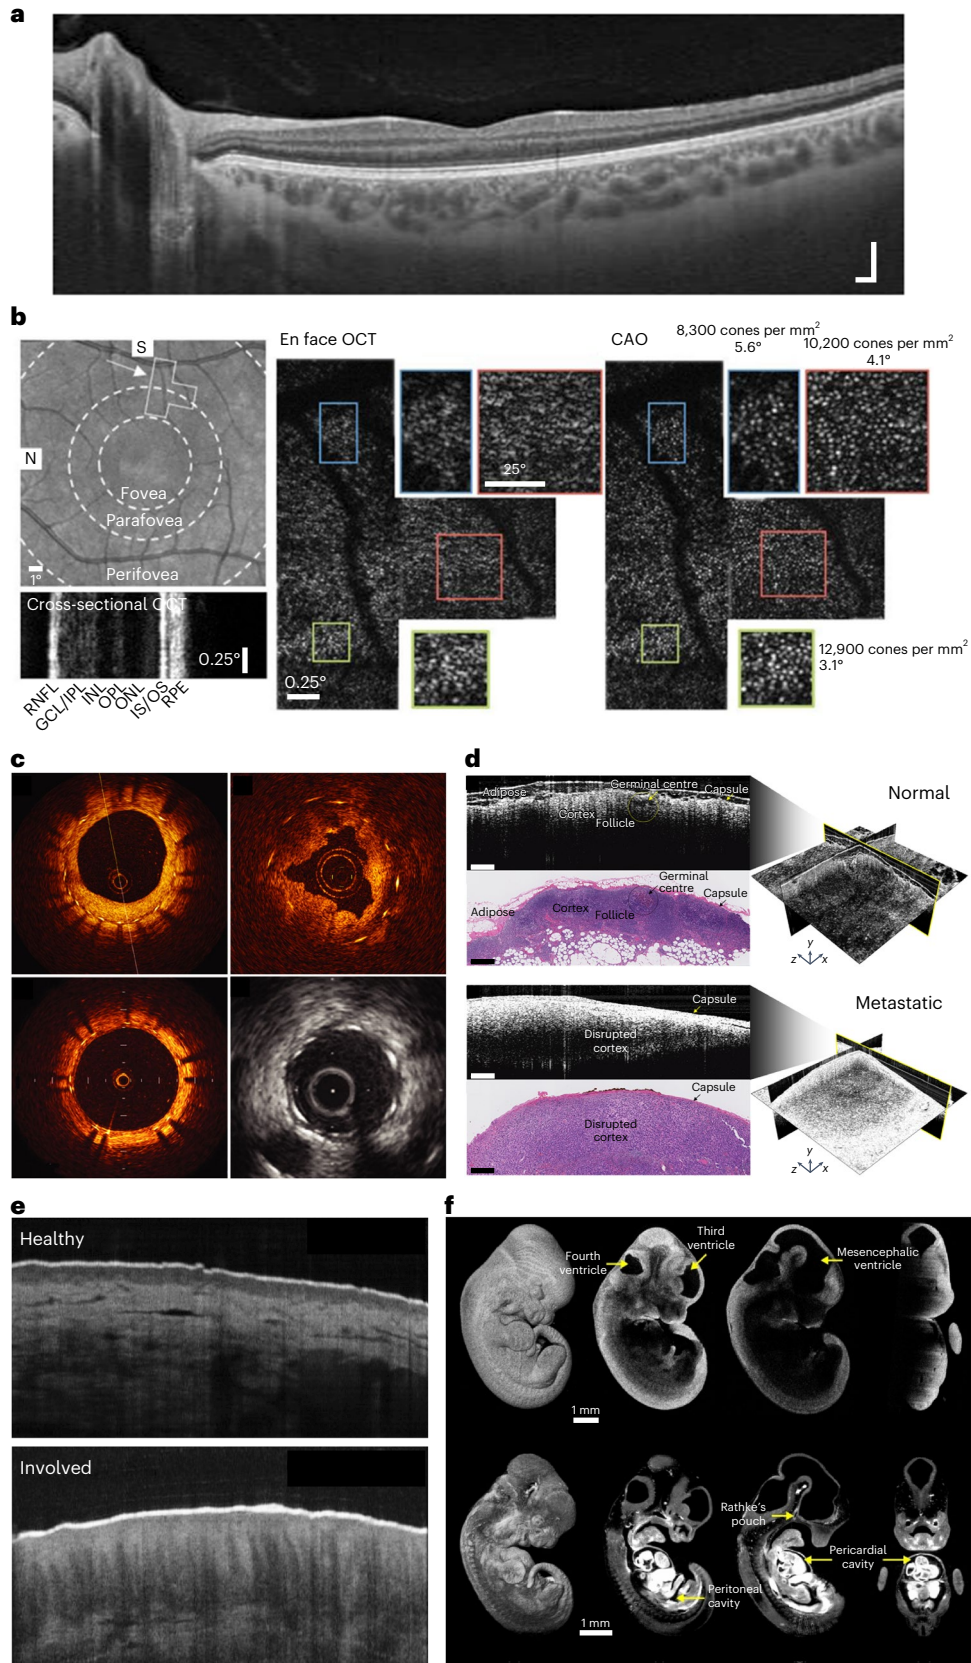 a
b
S
N
Fovea
Parafovea
Perifovea
1°
Cross-sectional OCT
0.25°
RNFL
GCL/IPL
INL
OPL
ONL
IS/OS
RPE
En face OCT
25°
0.25°
CAO
8,300 cones per mm²
5.6°
10,200 cones per mm²
4.1°
12,900 cones per mm²
3.1°
c
d
Adipose
Germinal centre
Capsule
Cortex
Follicle
Normal
Germinal
centre
Capsule
Adipose
Cortex
Follicle
y
z
x
Capsule
Disrupted
cortex
Metastatic
Capsule
Disrupted
cortex
y
z
x
e
Healthy
Involved
f
Fourth
ventricle
Third
ventricle
Mesencephalic
ventricle
1 mm
Rathke's
pouch
Pericardial
cavity
Peritoneal
cavity
1 mm